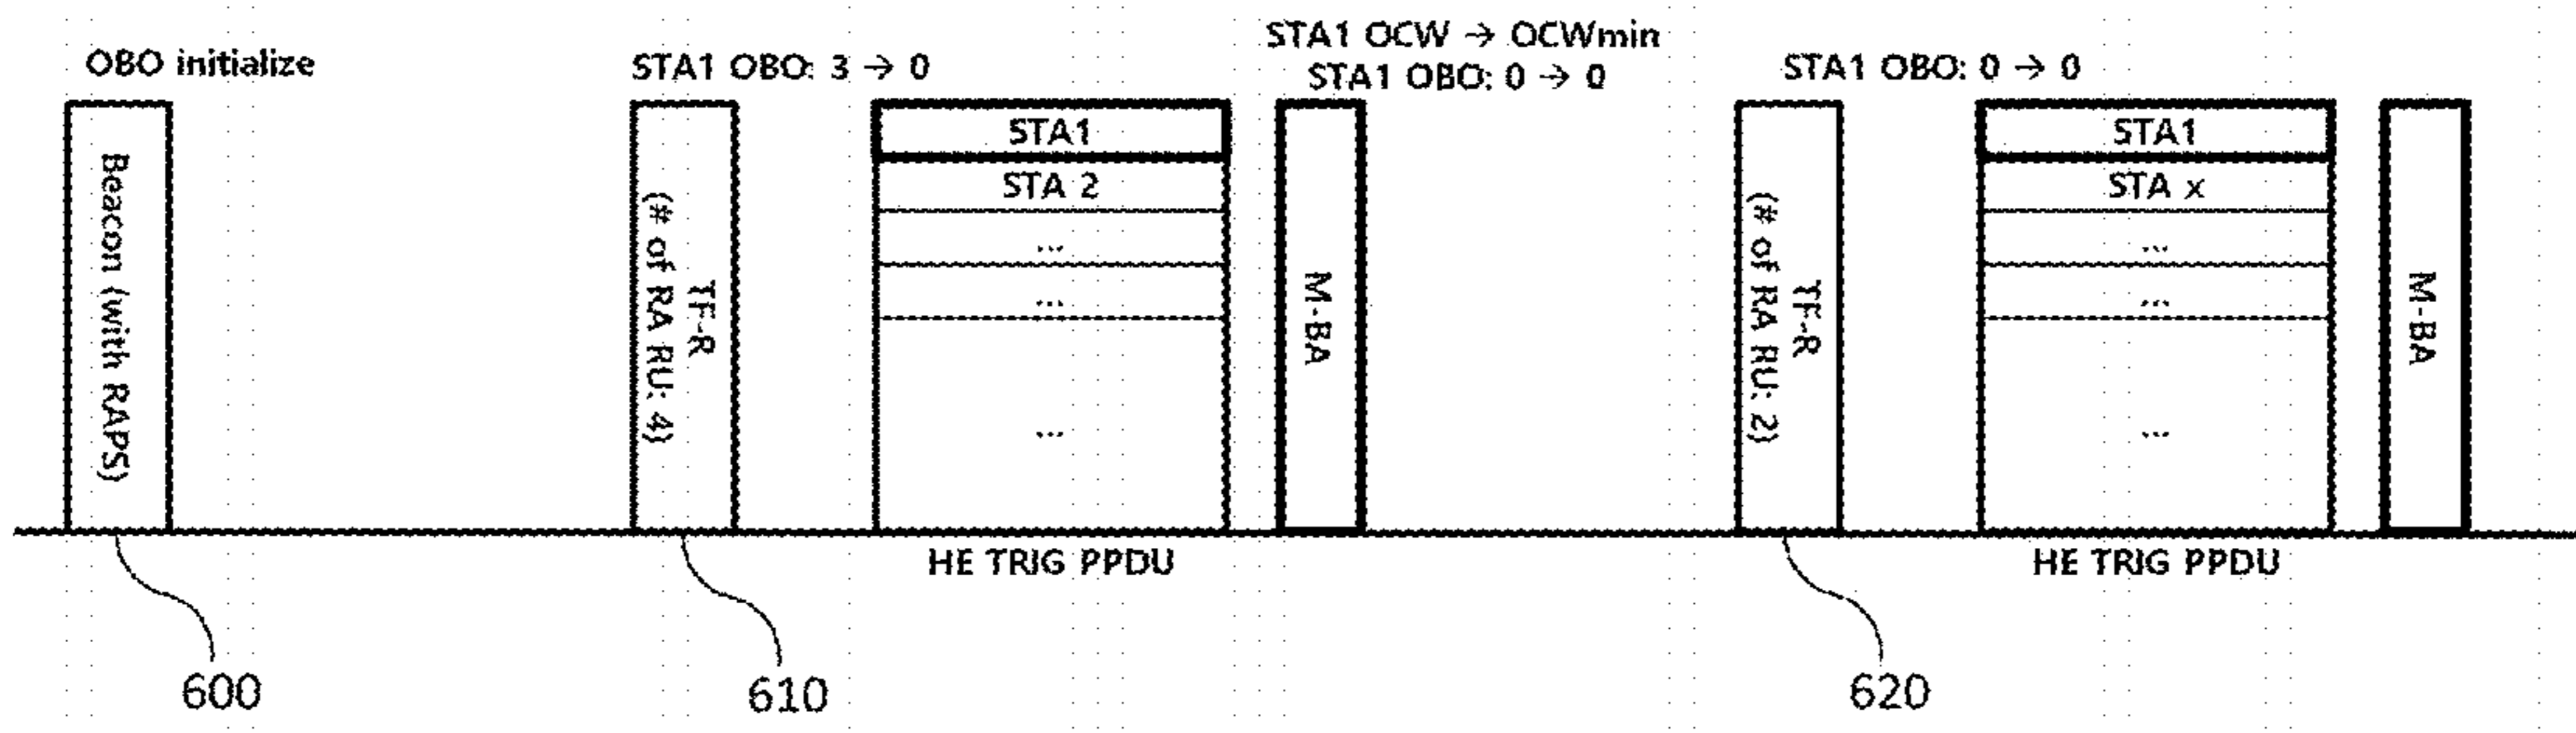 OBO initialize
Beacon (with RAPS)
600
STA1 OBO: 3 → 0
TF-R
(# of RA RU: 4)
610
STA1
STA 2
...
...
...
HE TRIG PPDU
STA1 OCW → OCWmin
STA1 OBO: 0 → 0
M-BA
STA1 OBO: 0 → 0
TF-R
(# of RA RU: 2)
620
STA1
STA x
...
...
...
HE TRIG PPDU
M-BA